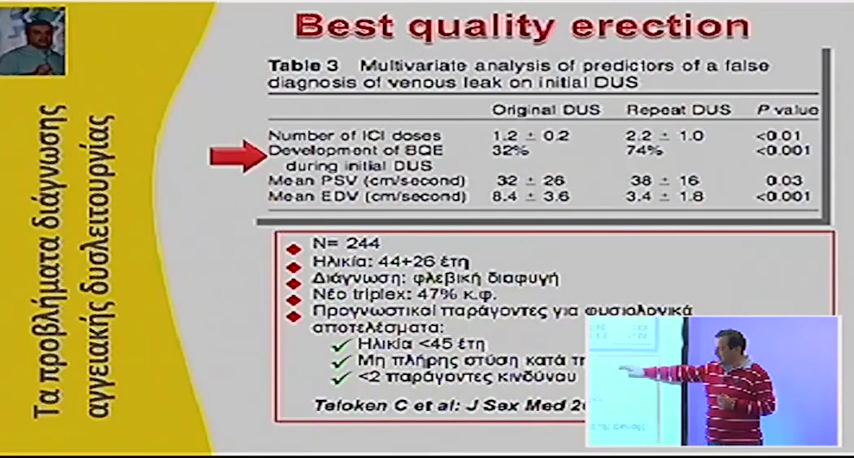 Best quality erection
Table 3 Multivariate analysis of predictors of a false
diagnosis of venous leak on initial DUS
Original DUS Repeat DUS P value
Number of ICI doses 1.2 ± 0.2 2.2 ± 1.0 <0.01
Development of BQE 32% 74% <0.001
during initial DUS
Mean PSV (cm/second) 32 ± 26 38 ± 16 0.03
Mean EDV (cm/second) 8.4 ± 3.6 3.4 ± 1.8 <0.001
N= 244
Ηλικία: 44+26 έτη
Διάγνωση: φλεβική διαφυγή
Νέο triplex: 47% κ.φ.
Προγνωστικοί παράγοντες για φυσιολογικά
αποτελέσματα:
Ηλικία <45 έτη
Μη πλήρης στύση κατά
<2 παράγοντες κινδύνου
Teloken C et al: J Sex Med
Τα προβλήματα διάγνωσης
αγγειακής δυσλειτουργίας